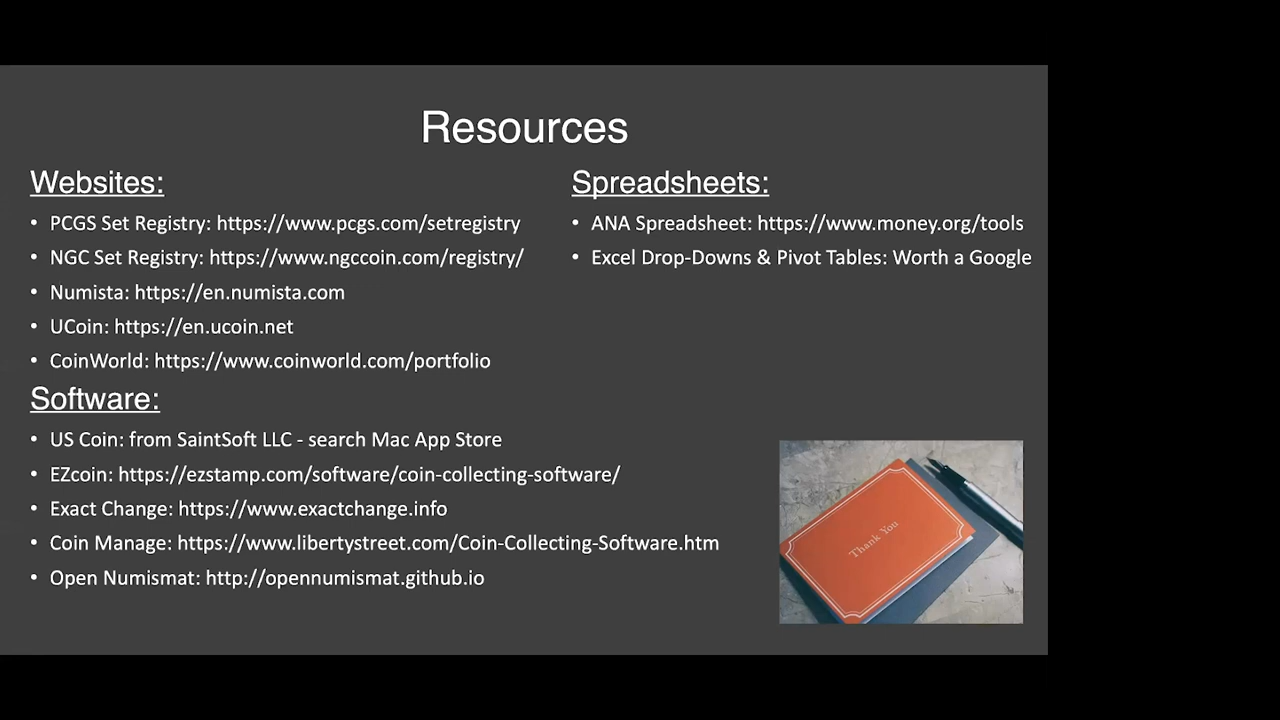 Resources
Websites:
• PCGS Set Registry: https://www.pcgs.com/setregistry
• NGC Set Registry: https://www.ngccoin.com/registry/
• Numista: https://en.numista.com
• UCoin: https://en.ucoin.net
• CoinWorld: https://www.coinworld.com/portfolio
Software:
• US Coin: from SaintSoft LLC - search Mac App Store
• EZcoin: https://ezstamp.com/software/coin-collecting-software/
• Exact Change: https://www.exactchange.info
• Coin Manage: https://www.libertystreet.com/Coin-Collecting-Software.htm
• Open Numismat: http://opennumismat.github.io
Spreadsheets:
• ANA Spreadsheet: https://www.money.org/tools
• Excel Drop-Downs & Pivot Tables: Worth a Google
Thank You